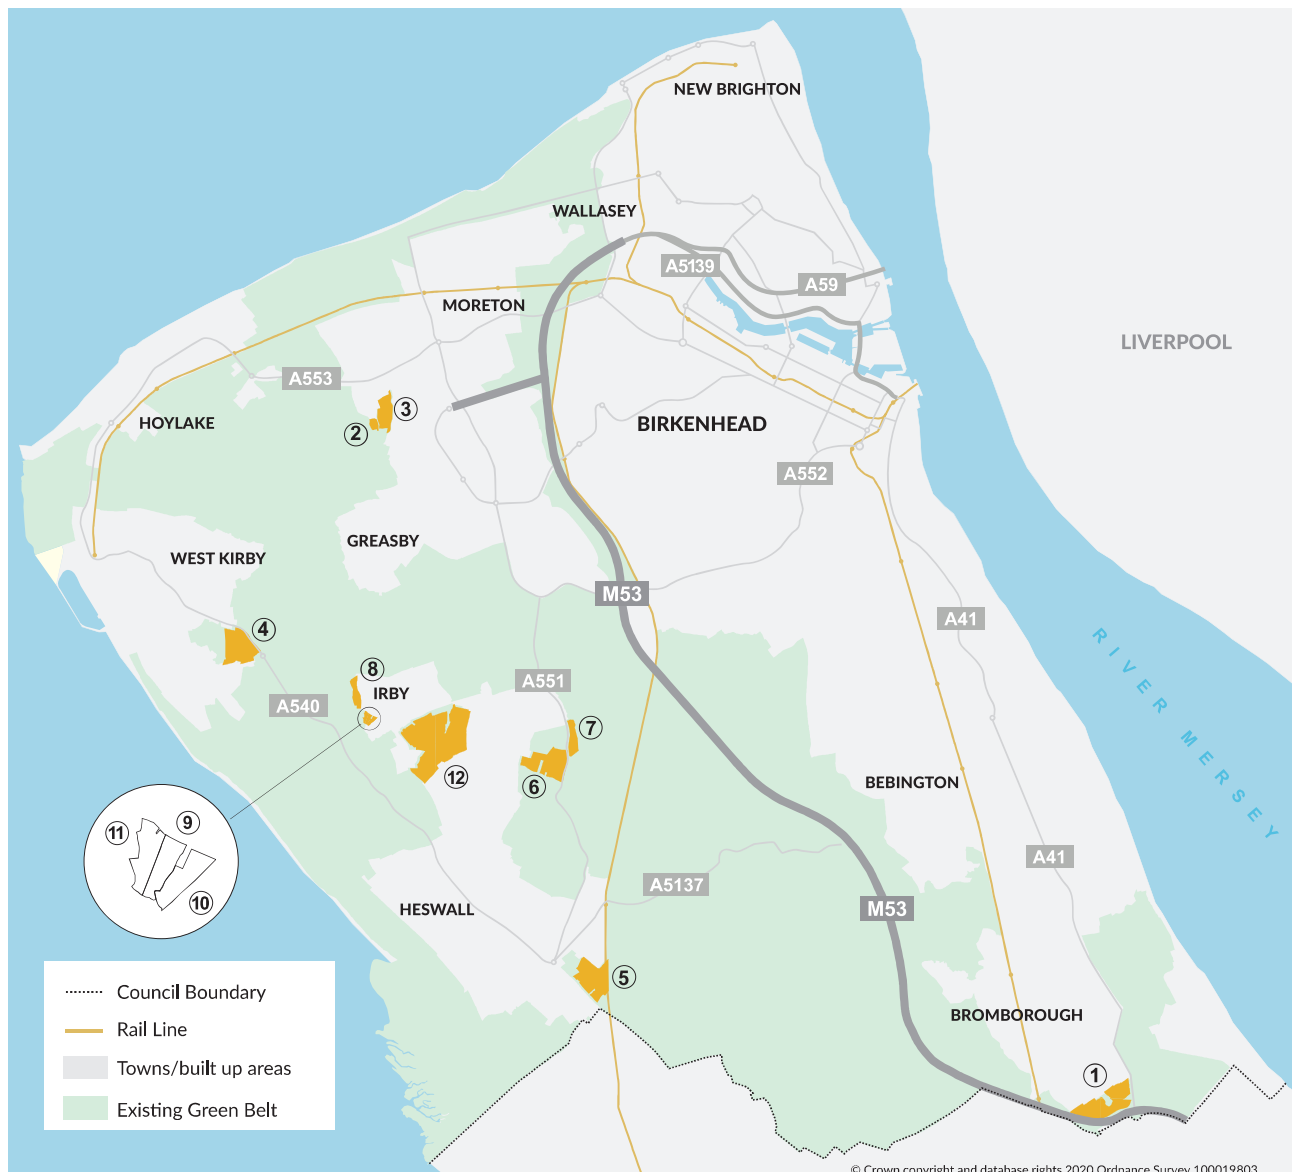 NEW BRIGHTON
WALLASEY
A5139
A59
MORETON
LIVERPOOL
A553
3
2
HOYLAKE
BIRKENHEAD
A552
GREASBY
WEST KIRBY
M53
A41
4
8
IRBY
A551
A540
RIVER MERSEY
7
12
6
BEBINGTON
11
9
10
A41
A5137
HESWALL
M53
5
BROMBOROUGH
1
Council Boundary
Rail Line
Towns/built up areas
Existing Green Belt
© Crown copyright and database rights 2020 Ordnance Survey 100019803